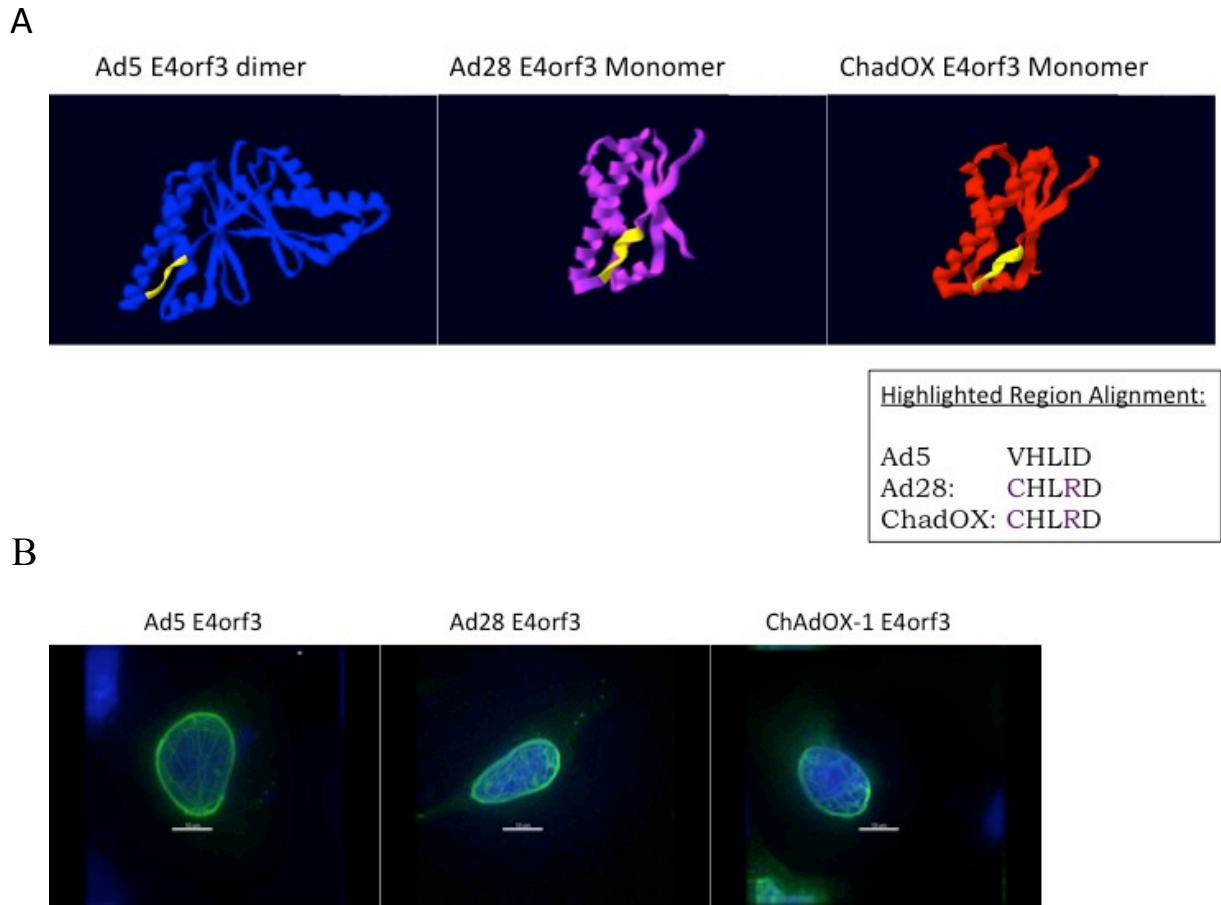 A
Ad5 E4orf3 dimer
Ad28 E4orf3 Monomer
ChadOX E4orf3 Monomer
Highlighted Region Alignment:
Ad5 VHLID
Ad28: CHLRD
ChadOX: CHLRD
B
Ad5 E4orf3
Ad28 E4orf3
ChAdOX-1 E4orf3